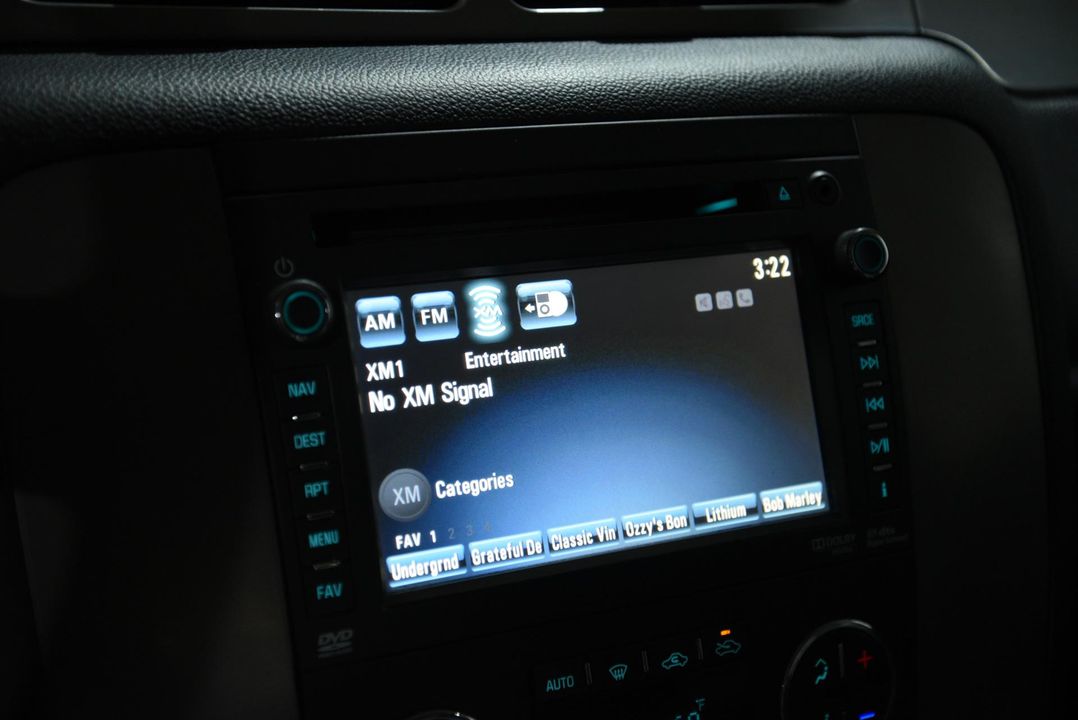 3:22
AM FM XM
Entertainment
XM1
No XM Signal
XM Categories
FAV 1 2 3 4
Undergrnd Grateful De Classic Vin Ozzy's Bon Lithium Bob Marley
NAV
DEST
RPT
MENU
FAV
SRCE
i
DVD
DOLBY
AUTO
°F